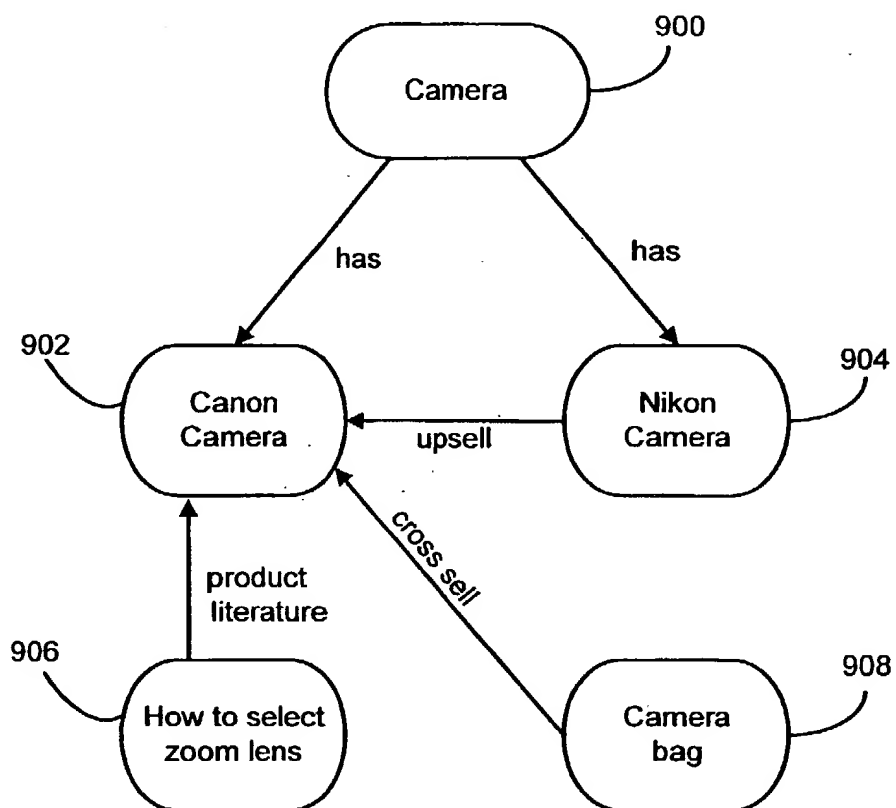 900
Camera
has
has
902
904
Canon
Camera
Nikon
Camera
upsell
cross sell
product
literature
906
908
How to select
zoom lens
Camera
bag